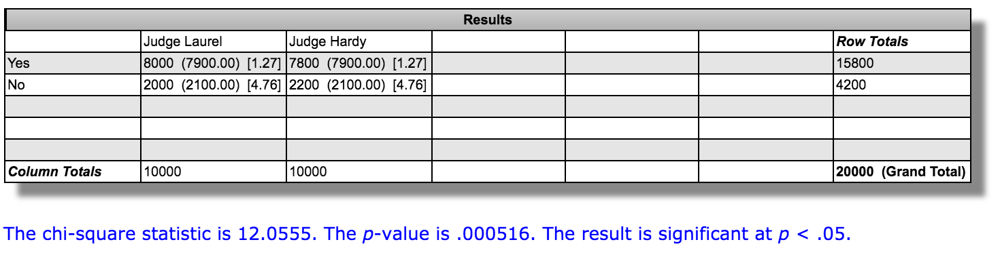 Results
Judge Laurel Judge Hardy Row Totals
Yes 8000 (7900.00) [1.27] 7800 (7900.00) [1.27] 15800
No 2000 (2100.00) [4.76] 2200 (2100.00) [4.76] 4200
Column Totals 10000 10000 20000 (Grand Total)
The chi-square statistic is 12.0555. The p-value is .000516. The result is significant at p < .05.